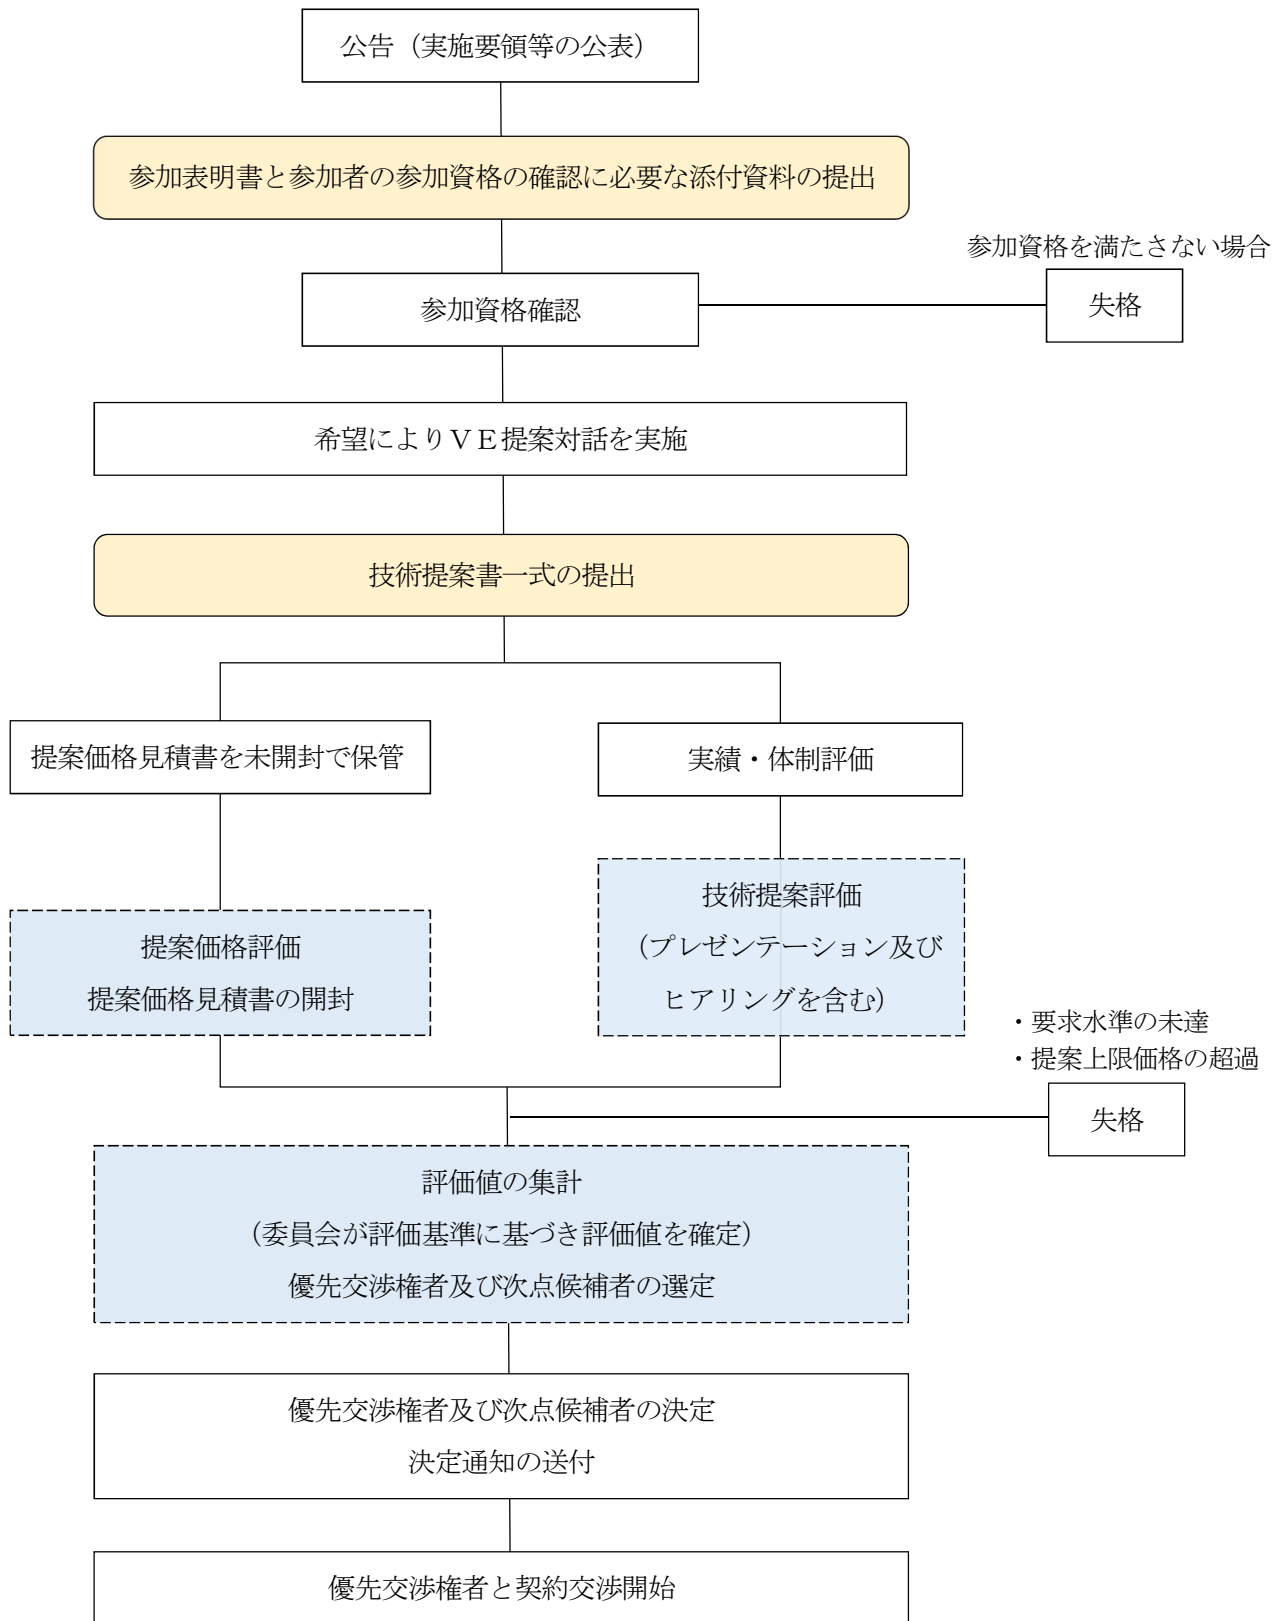 公告（実施要領等の公表）
参加表明書と参加者の参加資格の確認に必要な添付資料の提出
参加資格を満たさない場合
参加資格確認
失格
希望によりＶＥ提案対話を実施
技術提案書一式の提出
提案価格見積書を未開封で保管
実績・体制評価
提案価格評価
提案価格見積書の開封
技術提案評価
（プレゼンテーション及び
ヒアリングを含む）
・要求水準の未達
・提案上限価格の超過
失格
評価値の集計
（委員会が評価基準に基づき評価値を確定）
優先交渉権者及び次点候補者の選定
優先交渉権者及び次点候補者の決定
決定通知の送付
優先交渉権者と契約交渉開始